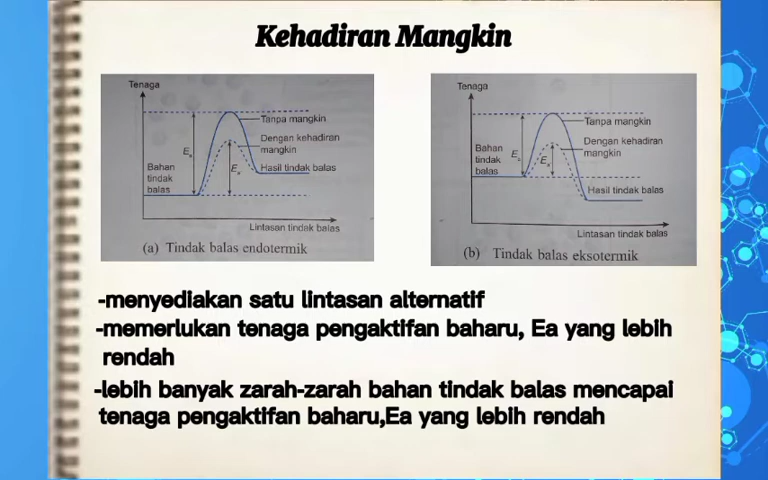 Kehadiran Mangkin
Tenaga
Tanpa mangkin
Dengan kehadiran
mangkin
Ea
Ea'
Bahan
tindak
balas
Hasil tindak balas
Lintasan tindak balas
(a) Tindak balas endotermik
Tenaga
Tanpa mangkin
Dengan kehadiran
mangkin
Bahan
tindak
balas
Ea
Ea'
Hasil tindak balas
Lintasan tindak balas
(b) Tindak balas eksotermik
-menyediakan satu lintasan alternatif
-memerlukan tenaga pengaktifan baharu, Ea yang lebih
rendah
-lebih banyak zarah-zarah bahan tindak balas mencapai
tenaga pengaktifan baharu,Ea yang lebih rendah